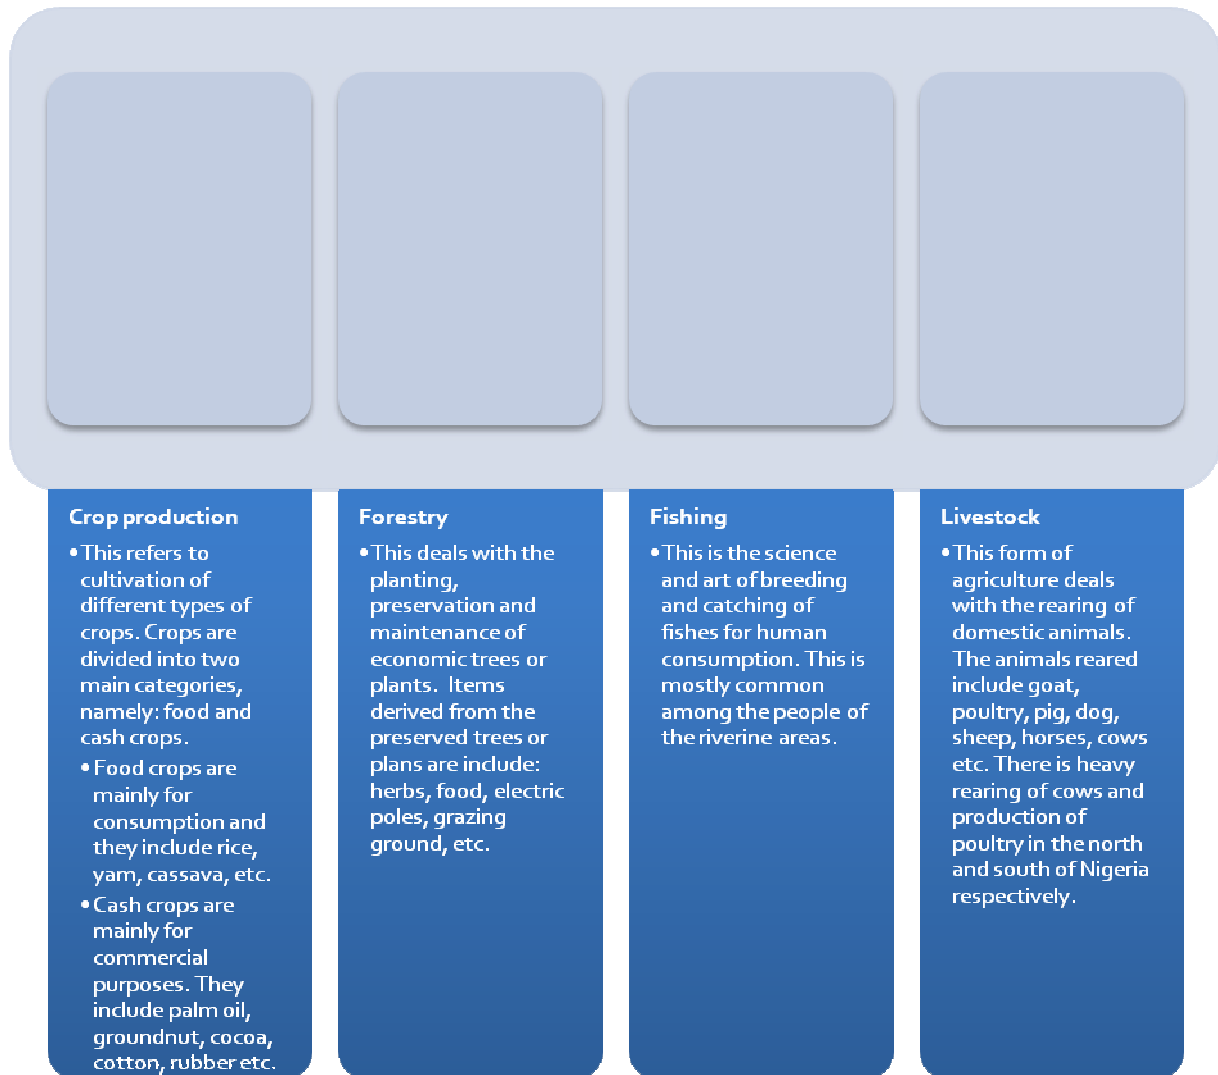 Crop production
•This refers to
cultivation of
different types of
crops. Crops are
divided into two
main categories,
namely: food and
cash crops.
•Food crops are
mainly for
consumption and
they include rice,
yam, cassava, etc.
•Cash crops are
mainly for
commercial
purposes. They
include palm oil,
groundnut, cocoa,
cotton, rubber etc.
Forestry
•This deals with the
planting,
preservation and
maintenance of
economic trees or
plants. Items
derived from the
preserved trees or
plans are include:
herbs, food, electric
poles, grazing
ground, etc.
Fishing
•This is the science
and art of breeding
and catching of
fishes for human
consumption. This is
mostly common
among the people of
the riverine areas.
Livestock
•This form of
agriculture deals
with the rearing of
domestic animals.
The animals reared
include goat,
poultry, pig, dog,
sheep, horses, cows
etc. There is heavy
rearing of cows and
production of
poultry in the north
and south of Nigeria
respectively.